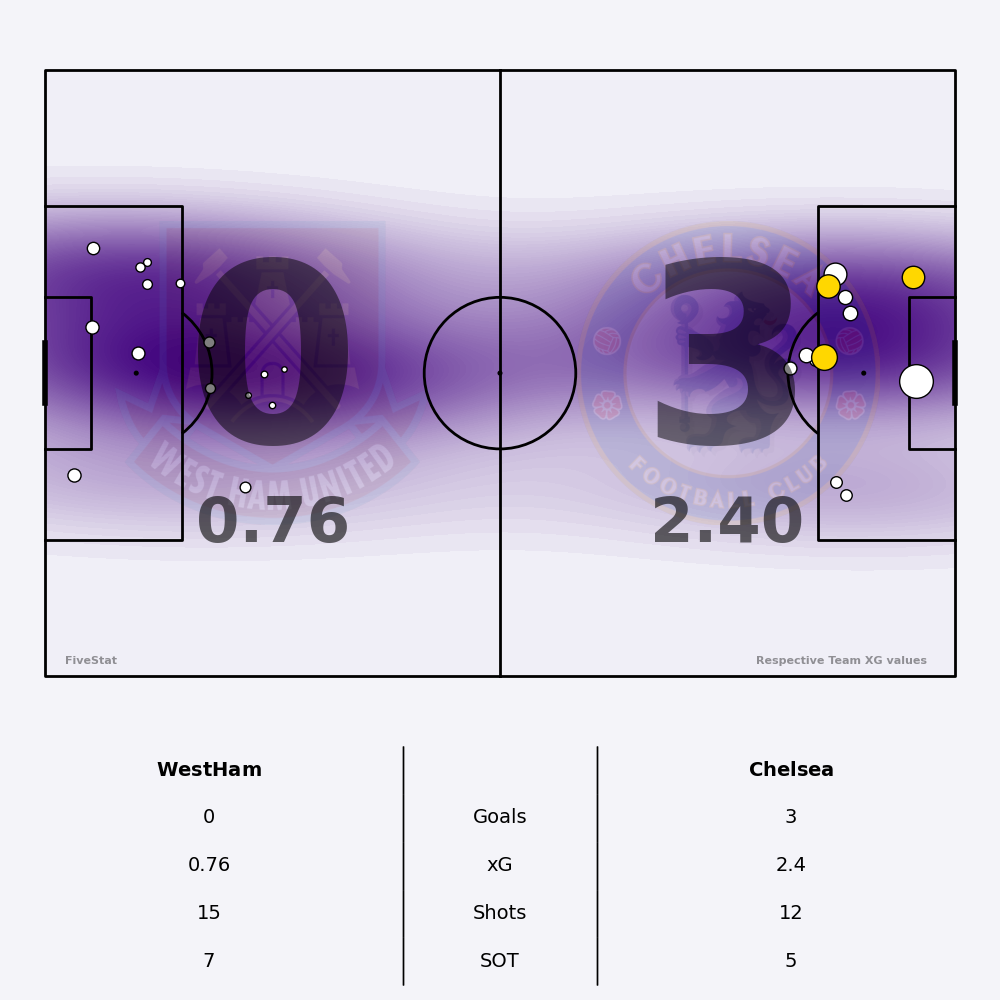 CHELSEA
FOOTBALL CLUB
WEST HAM UNITED
0 3
0.76 2.40
FiveStat Respective Team XG values
WestHam Chelsea
0 Goals 3
0.76 xG 2.4
15 Shots 12
7 SOT 5